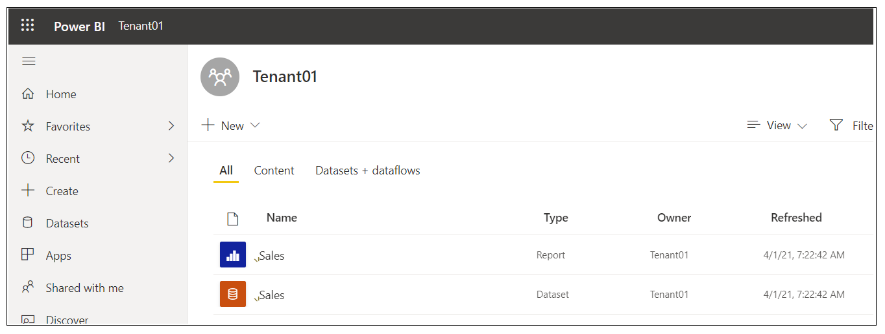 Power BI Tenant01
Tenant01
Home
Favorites
Recent
Create
Datasets
Apps
Shared with me
Discover
New
View
Filte
All Content Datasets + dataflows
Name Type Owner Refreshed
Sales Report Tenant01 4/1/21, 7:22:42 AM
Sales Dataset Tenant01 4/1/21, 7:22:42 AM